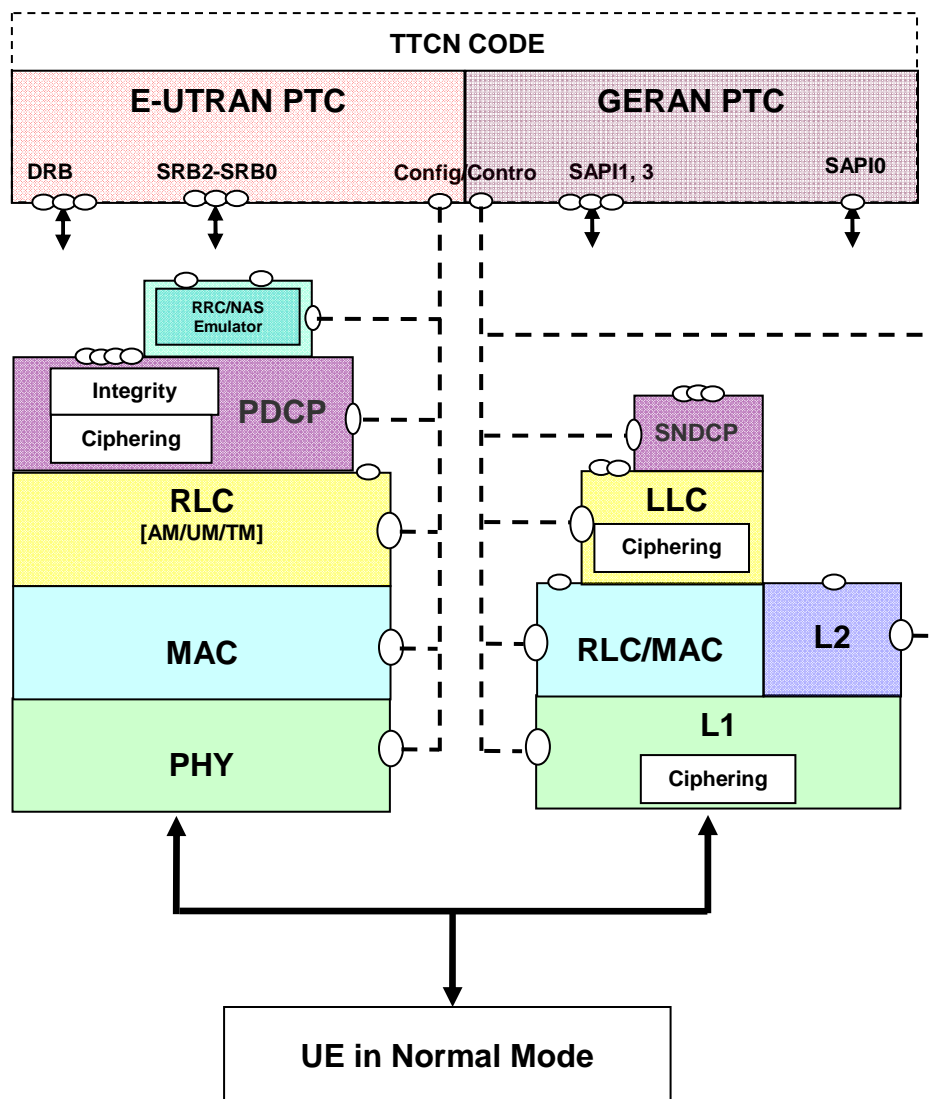 TTCN CODE
E-UTRAN PTC
GERAN PTC
DRB
SRB2-SRB0
Config/Contro
SAPI1, 3
SAPI0
RRC/NAS
Emulator
Integrity
Ciphering
PDCP
SNDCP
RLC
[AM/UM/TM]
LLC
Ciphering
MAC
RLC/MAC
L2
PHY
L1
Ciphering
UE in Normal Mode